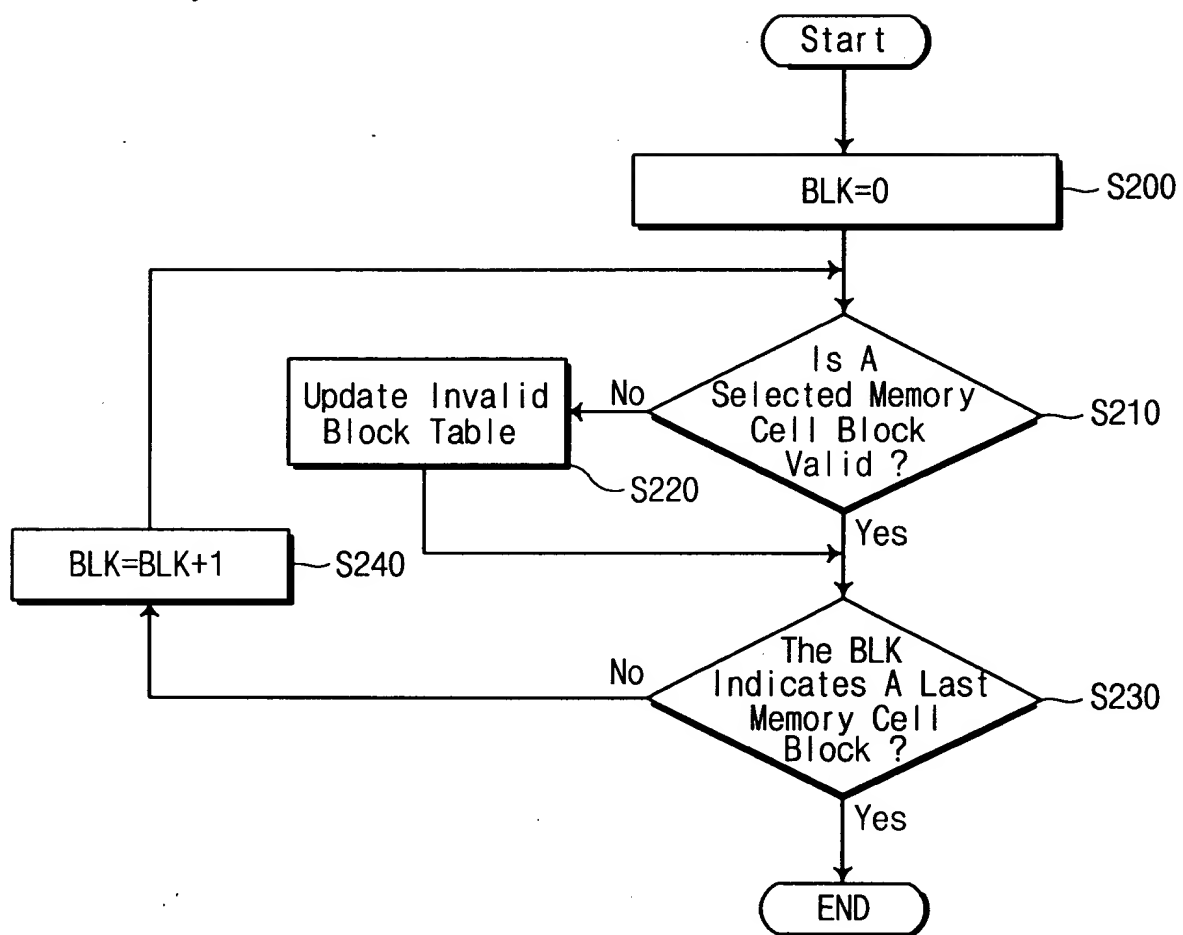 Start
BLK=0
S200
Is A
Selected Memory
Cell Block
Valid ?
S210
No
Update Invalid
Block Table
S220
Yes
BLK=BLK+1
S240
The BLK
Indicates A Last
Memory Cell
Block ?
S230
No
Yes
END